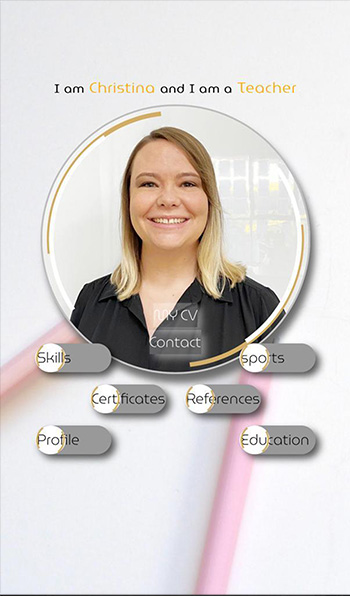 I am Christina and I am a Teacher
MY CV
Contact
Skills
sports
Certificates
References
Profile
Education